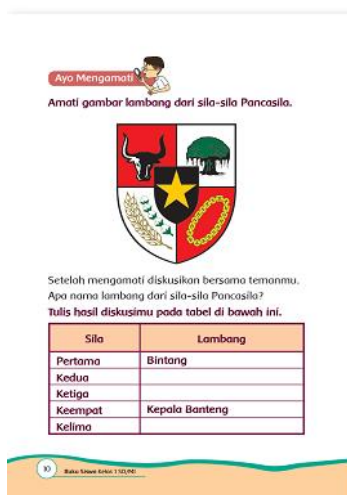 Ayo Mengamati
Amati gambar lambang dari sila-sila Pancasila.
Setelah mengamati diskusikan bersama temanmu.
Apa nama lambang dari sila-sila Pancasila?
Tulis hasil diskusimu pada tabel di bawah ini.
Sila Lambang
Pertama Bintang
Kedua
Ketiga
Keempat Kepala Banteng
Kelima
10 Buku Siswa Kelas 1 SD/MI